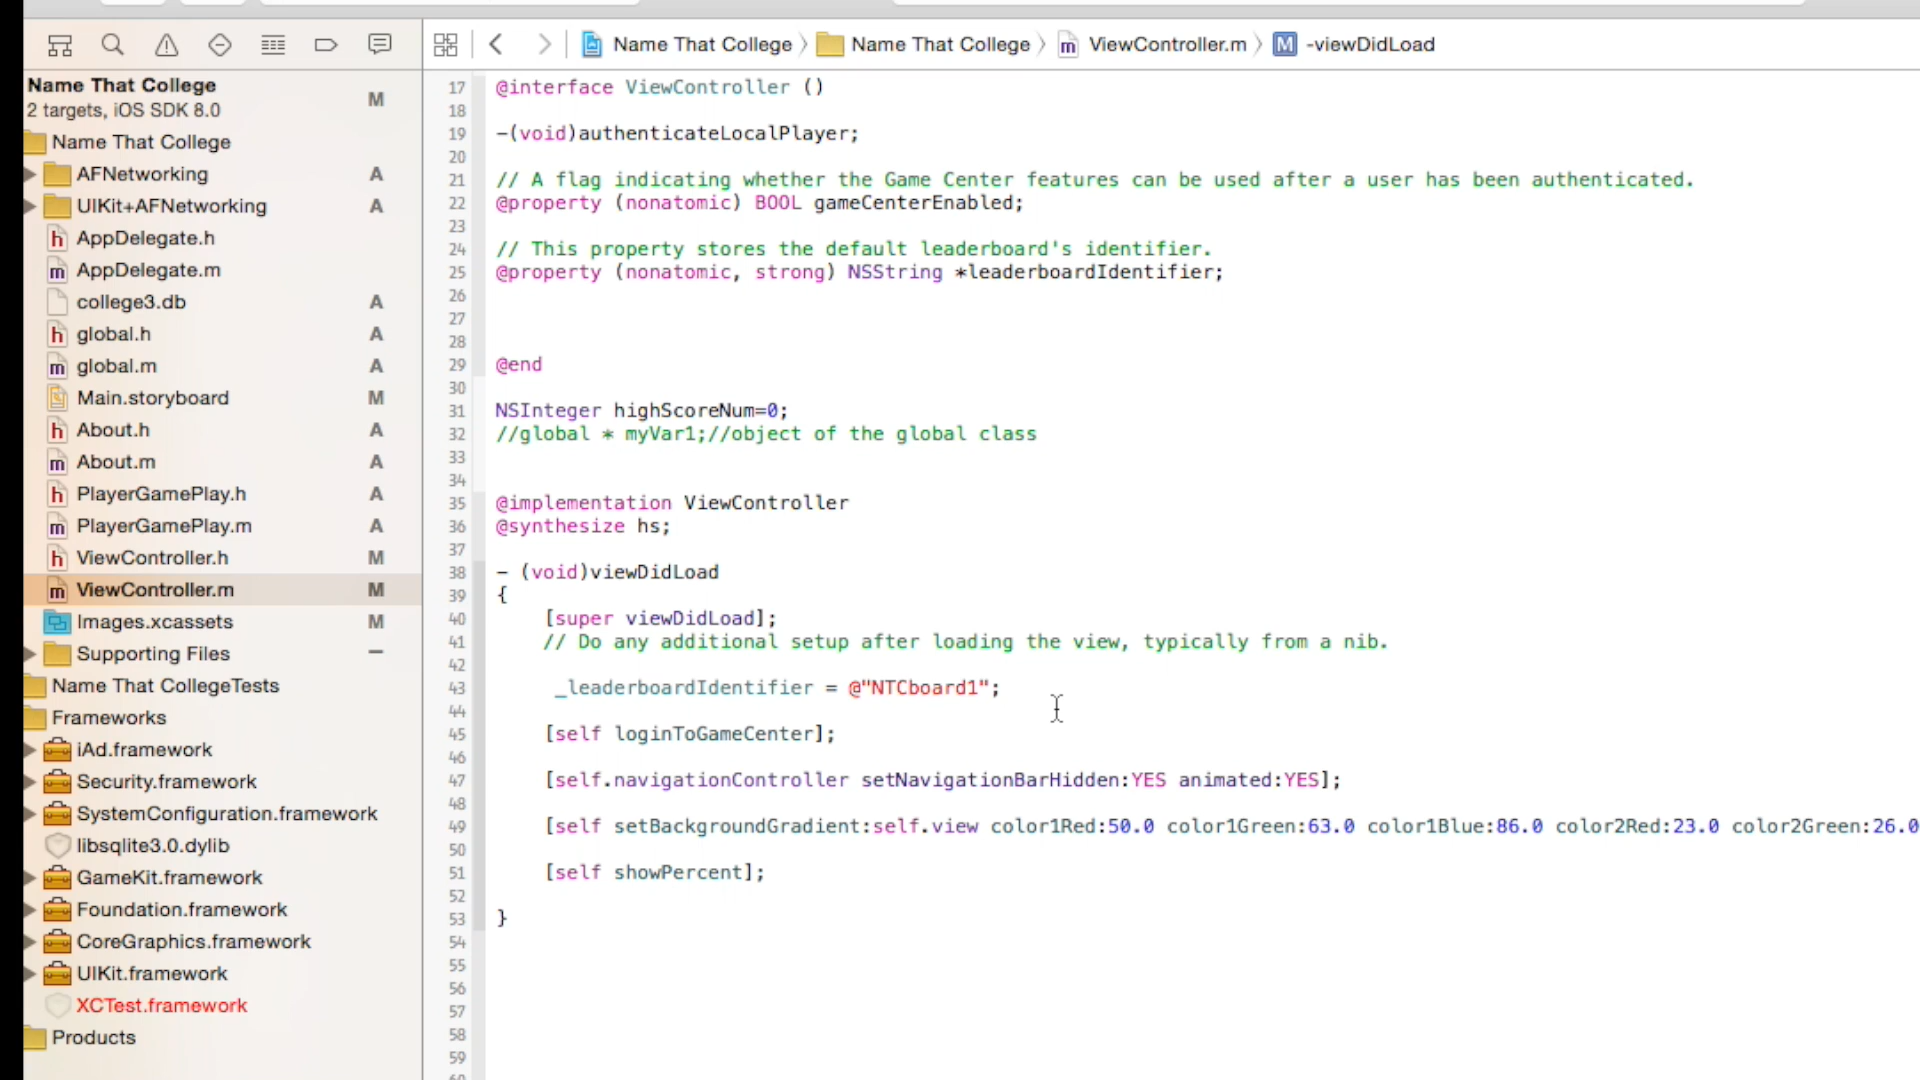 Name That College
Name That College
ViewController.m
M
-viewDidLoad
Name That College
2 targets, iOS SDK 8.0
M
Name That College
AFNetworking
A
UIKit+AFNetworking
A
h AppDelegate.h
m AppDelegate.m
college3.db
A
h global.h
A
m global.m
A
Main.storyboard
M
h About.h
A
m About.m
A
h PlayerGamePlay.h
A
m PlayerGamePlay.m
A
h ViewController.h
M
m ViewController.m
M
Images.xcassets
M
Supporting Files
Name That CollegeTests
Frameworks
iAd.framework
Security.framework
SystemConfiguration.framework
libsqlite3.0.dylib
GameKit.framework
Foundation.framework
CoreGraphics.framework
UIKit.framework
XCTest.framework
Products
17 @interface ViewController ()
18
19 -(void)authenticateLocalPlayer;
20
21 // A flag indicating whether the Game Center features can be used after a user has been authenticated.
22 @property (nonatomic) BOOL gameCenterEnabled;
23
24 // This property stores the default leaderboard's identifier.
25 @property (nonatomic, strong) NSString *leaderboardIdentifier;
26
27
28
29 @end
30
31 NSInteger highScoreNum=0;
32 //global * myVar1;//object of the global class
33
34
35 @implementation ViewController
36 @synthesize hs;
37
38 - (void)viewDidLoad
39 {
40 [super viewDidLoad];
41 // Do any additional setup after loading the view, typically from a nib.
42
43 _leaderboardIdentifier = @"NTCboard1";
44
45 [self loginToGameCenter];
46
47 [self.navigationController setNavigationBarHidden:YES animated:YES];
48
49 [self setBackgroundGradient:self.view color1Red:50.0 color1Green:63.0 color1Blue:86.0 color2Red:23.0 color2Green:26.0
50
51 [self showPercent];
52
53 }
54
55
56
57
58
59